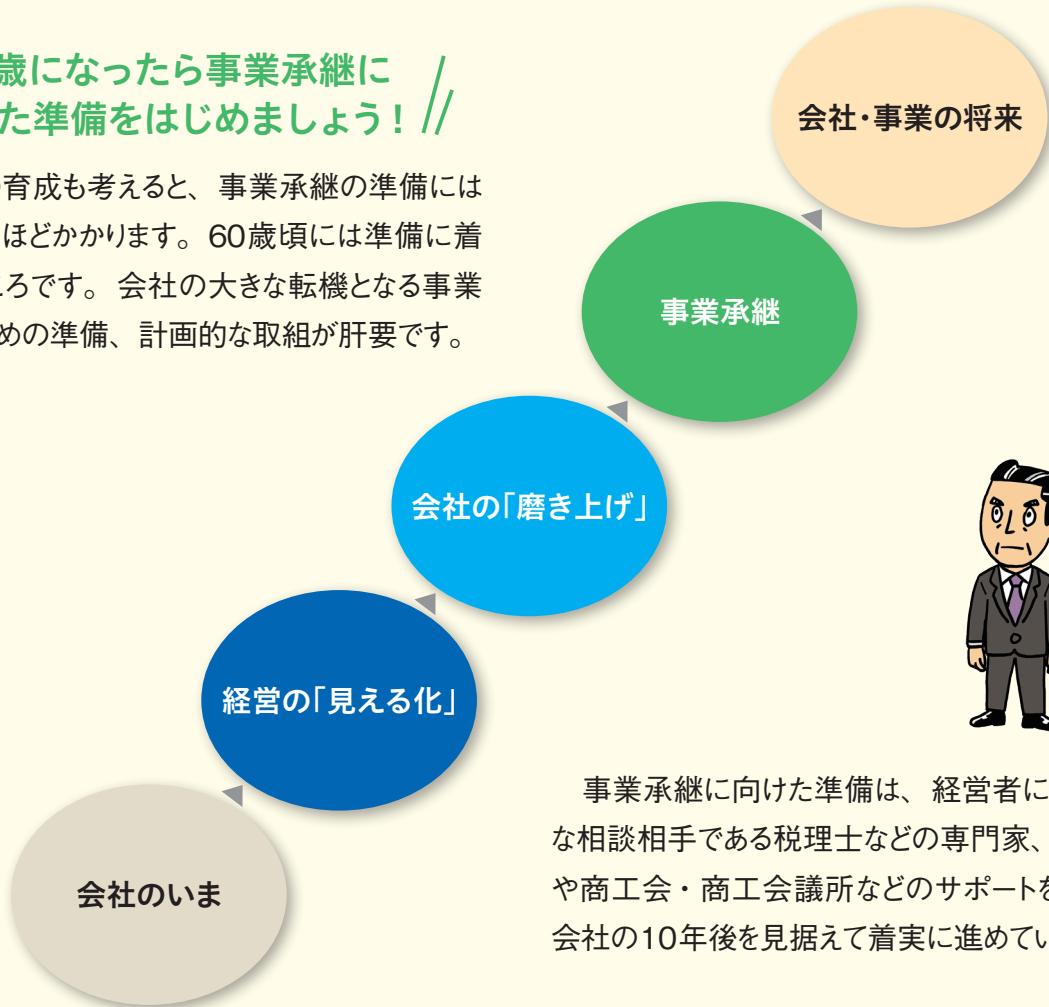 歳になったら事業承継に
た準備をはじめましょう！
育成も考えると、事業承継の準備には
ほどかかります。60歳頃には準備に着
ころです。会社の大きな転機となる事業
めの準備、計画的な取組が肝要です。
会社・事業の将来
事業承継
会社の「磨き上げ」
経営の「見える化」
会社のいま
事業承継に向けた準備は、経営者に
な相談相手である税理士などの専門家、
や商工会・商工会議所などのサポートを
会社の10年後を見据えて着実に進めてい